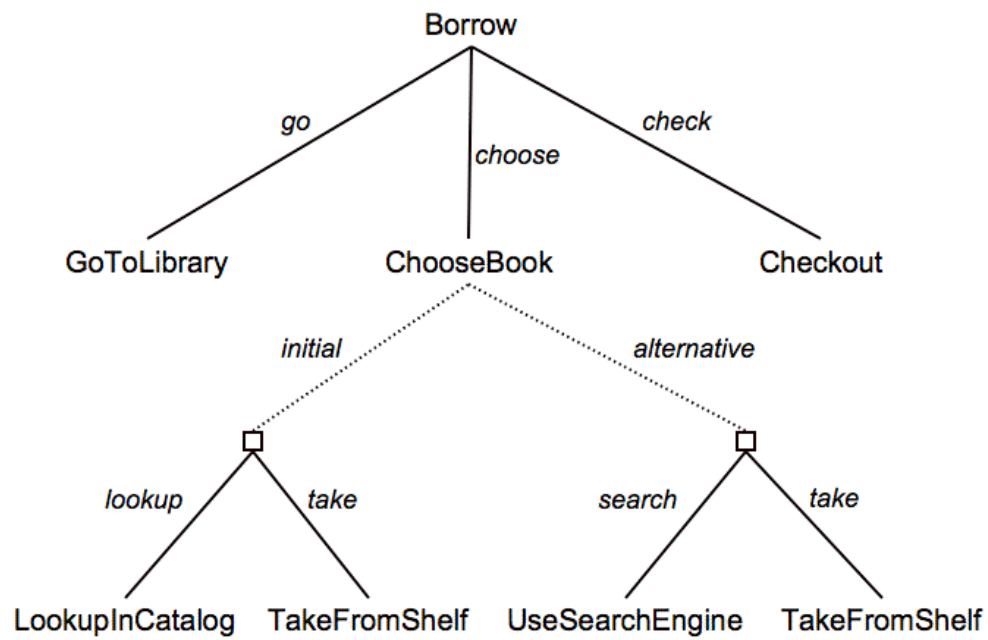 Borrow
go
choose
check
GoToLibrary
ChooseBook
Checkout
initial
alternative
lookup
take
search
take
LookupInCatalog
TakeFromShelf
UseSearchEngine
TakeFromShelf